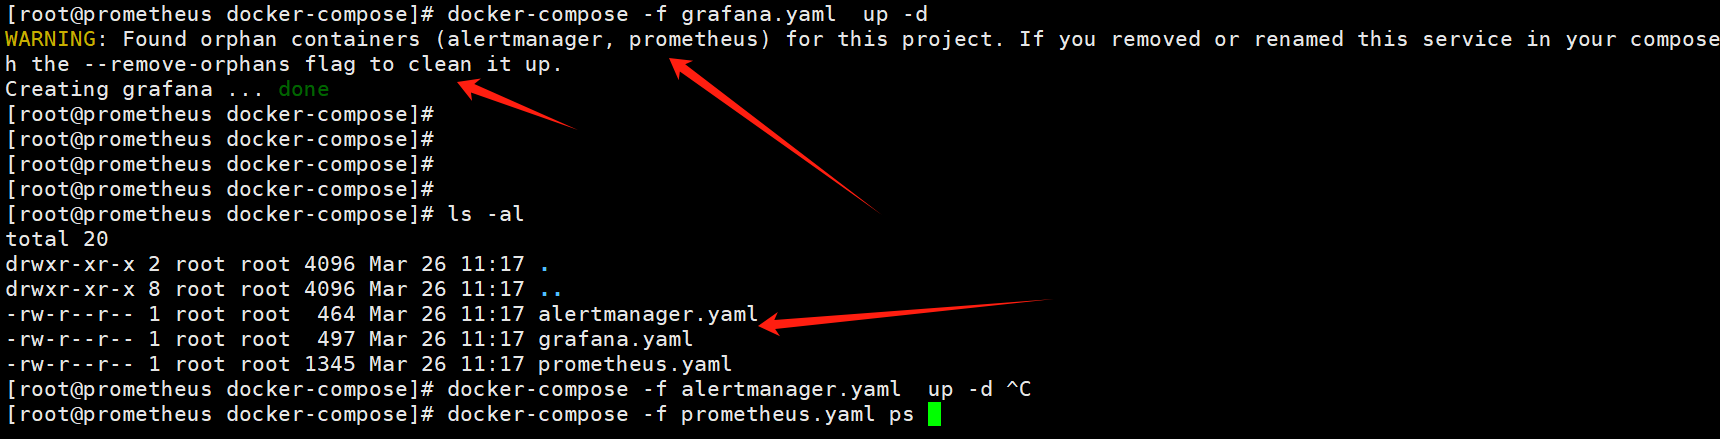 [root@prometheus docker-compose]# docker-compose -f grafana.yaml  up -d
WARNING: Found orphan containers (alertmanager, prometheus) for this project. If you removed or renamed this service in your compose
h the --remove-orphans flag to clean it up.
Creating grafana ... done
[root@prometheus docker-compose]#
[root@prometheus docker-compose]#
[root@prometheus docker-compose]#
[root@prometheus docker-compose]#
[root@prometheus docker-compose]# ls -al
total 20
drwxr-xr-x 2 root root 4096 Mar 26 11:17 .
drwxr-xr-x 8 root root 4096 Mar 26 11:17 ..
-rw-r--r-- 1 root root  464 Mar 26 11:17 alertmanager.yaml
-rw-r--r-- 1 root root  497 Mar 26 11:17 grafana.yaml
-rw-r--r-- 1 root root 1345 Mar 26 11:17 prometheus.yaml
[root@prometheus docker-compose]# docker-compose -f alertmanager.yaml  up -d ^C
[root@prometheus docker-compose]# docker-compose -f prometheus.yaml ps